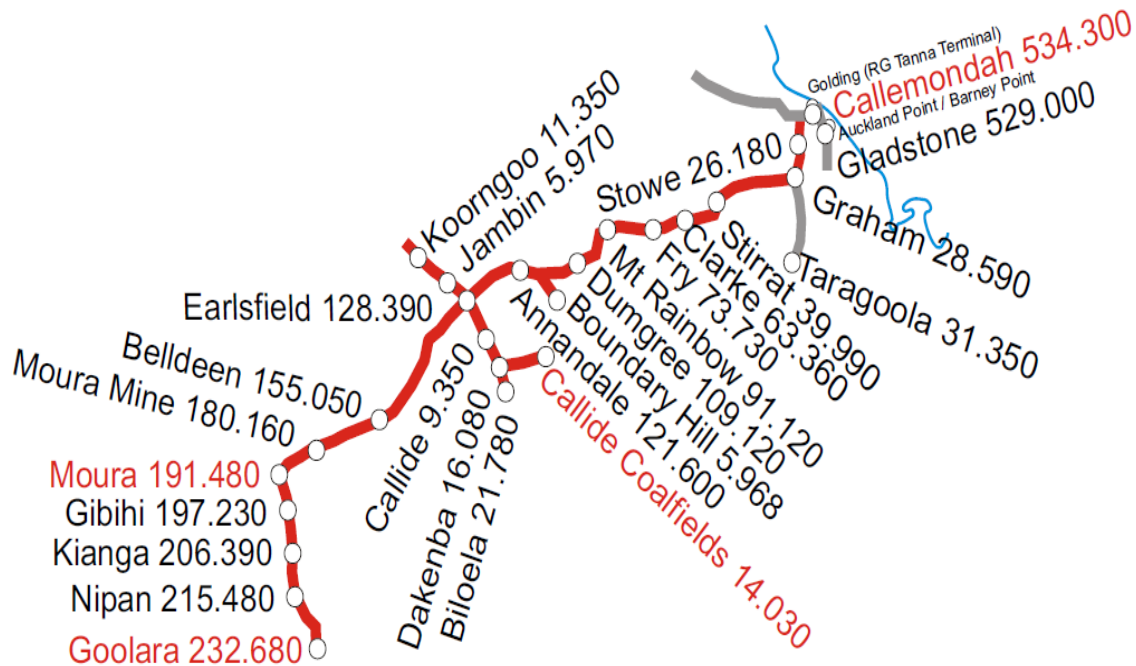 Golding (RG Tanna Terminal)
Callemondah 534.300
Auckland Point / Barney Point
Gladstone 529.000
Koorngoo 11.350
Jambin 5.970
Stowe 26.180
Graham 28.590
Taragoola 31.350
Stirrat 39.990
Clarke 63.360
Fry 73.730
Mt Rainbow 91.120
Dumgree 109.120
Boundary Hill 5.968
Annandale 121.600
Earlsfield 128.390
Callide 9.350
Dakenba 16.080
Biloela 21.780
Callide Coalfields 14.030
Belldeen 155.050
Moura Mine 180.160
Moura 191.480
Gibihi 197.230
Kianga 206.390
Nipan 215.480
Goolara 232.680